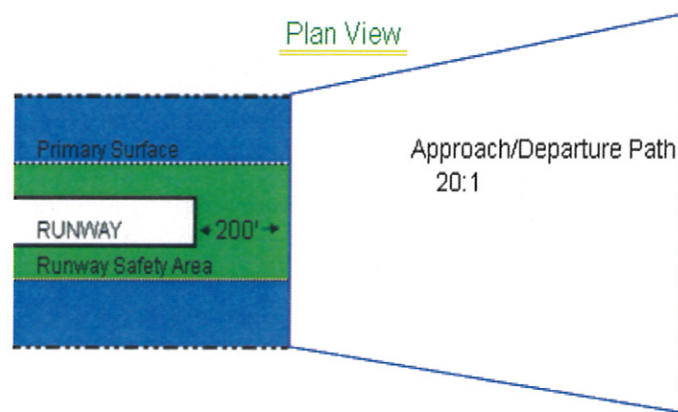 Plan View
Primary Surface
Approach/Departure Path
20:1
RUNWAY
200'
Runway Safety Area